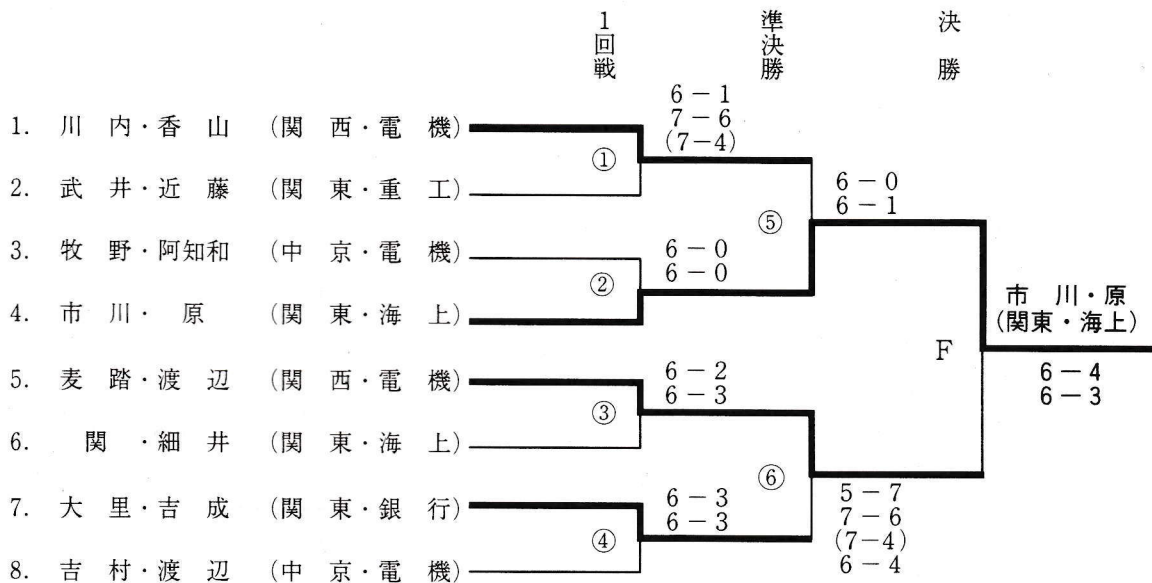 1回戦
準決勝
決勝
1. 川内・香山 (関西・電機)
2. 武井・近藤 (関東・重工)
3. 牧野・阿知和 (中京・電機)
4. 市川・原 (関東・海上)
5. 麦踏・渡辺 (関西・電機)
6. 関・細井 (関東・海上)
7. 大里・吉成 (関東・銀行)
8. 吉村・渡辺 (中京・電機)
①
6-1
7-6
(7-4)
②
6-0
6-0
③
6-2
6-3
④
6-3
6-3
⑤
6-0
6-1
⑥
5-7
7-6
(7-4)
6-4
F
市川・原
(関東・海上)
6-4
6-3